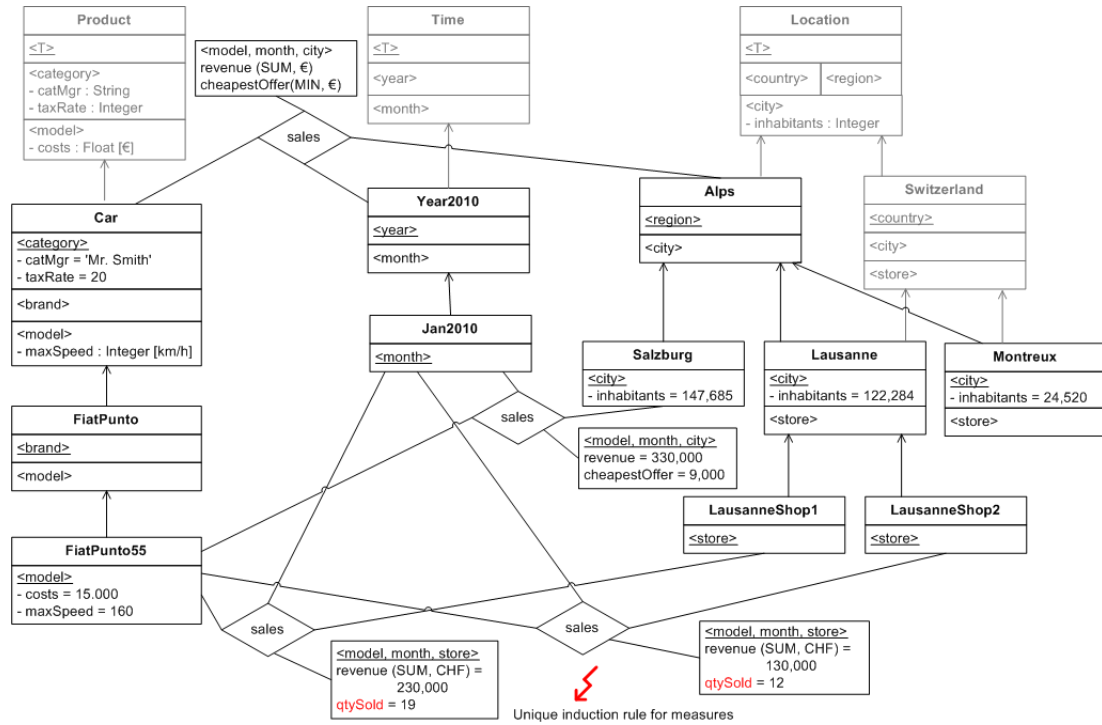 Product
<T>
<category>
- catMgr : String
- taxRate : Integer
<model>
- costs : Float [€]
<model, month, city>
revenue (SUM, €)
cheapestOffer(MIN, €)
sales
Time
<T>
<year>
<month>
Location
<T>
<country>
<region>
<city>
- inhabitants : Integer
Car
<category>
- catMgr = 'Mr. Smith'
- taxRate = 20
<brand>
<model>
- maxSpeed : Integer [km/h]
Year2010
<year>
<month>
Alps
<region>
<city>
Switzerland
<country>
<city>
<store>
Jan2010
<month>
Salzburg
<city>
- inhabitants = 147,685
Lausanne
<city>
- inhabitants = 122,284
<store>
Montreux
<city>
- inhabitants = 24,520
<store>
FiatPunto
<brand>
<model>
sales
<model, month, city>
revenue = 330,000
cheapestOffer = 9,000
LausanneShop1
<store>
LausanneShop2
<store>
FiatPunto55
<model>
- costs = 15.000
- maxSpeed = 160
sales
<model, month, store>
revenue (SUM, CHF) =
230,000
qtySold = 19
sales
<model, month, store>
revenue (SUM, CHF) =
130,000
qtySold = 12
Unique induction rule for measures